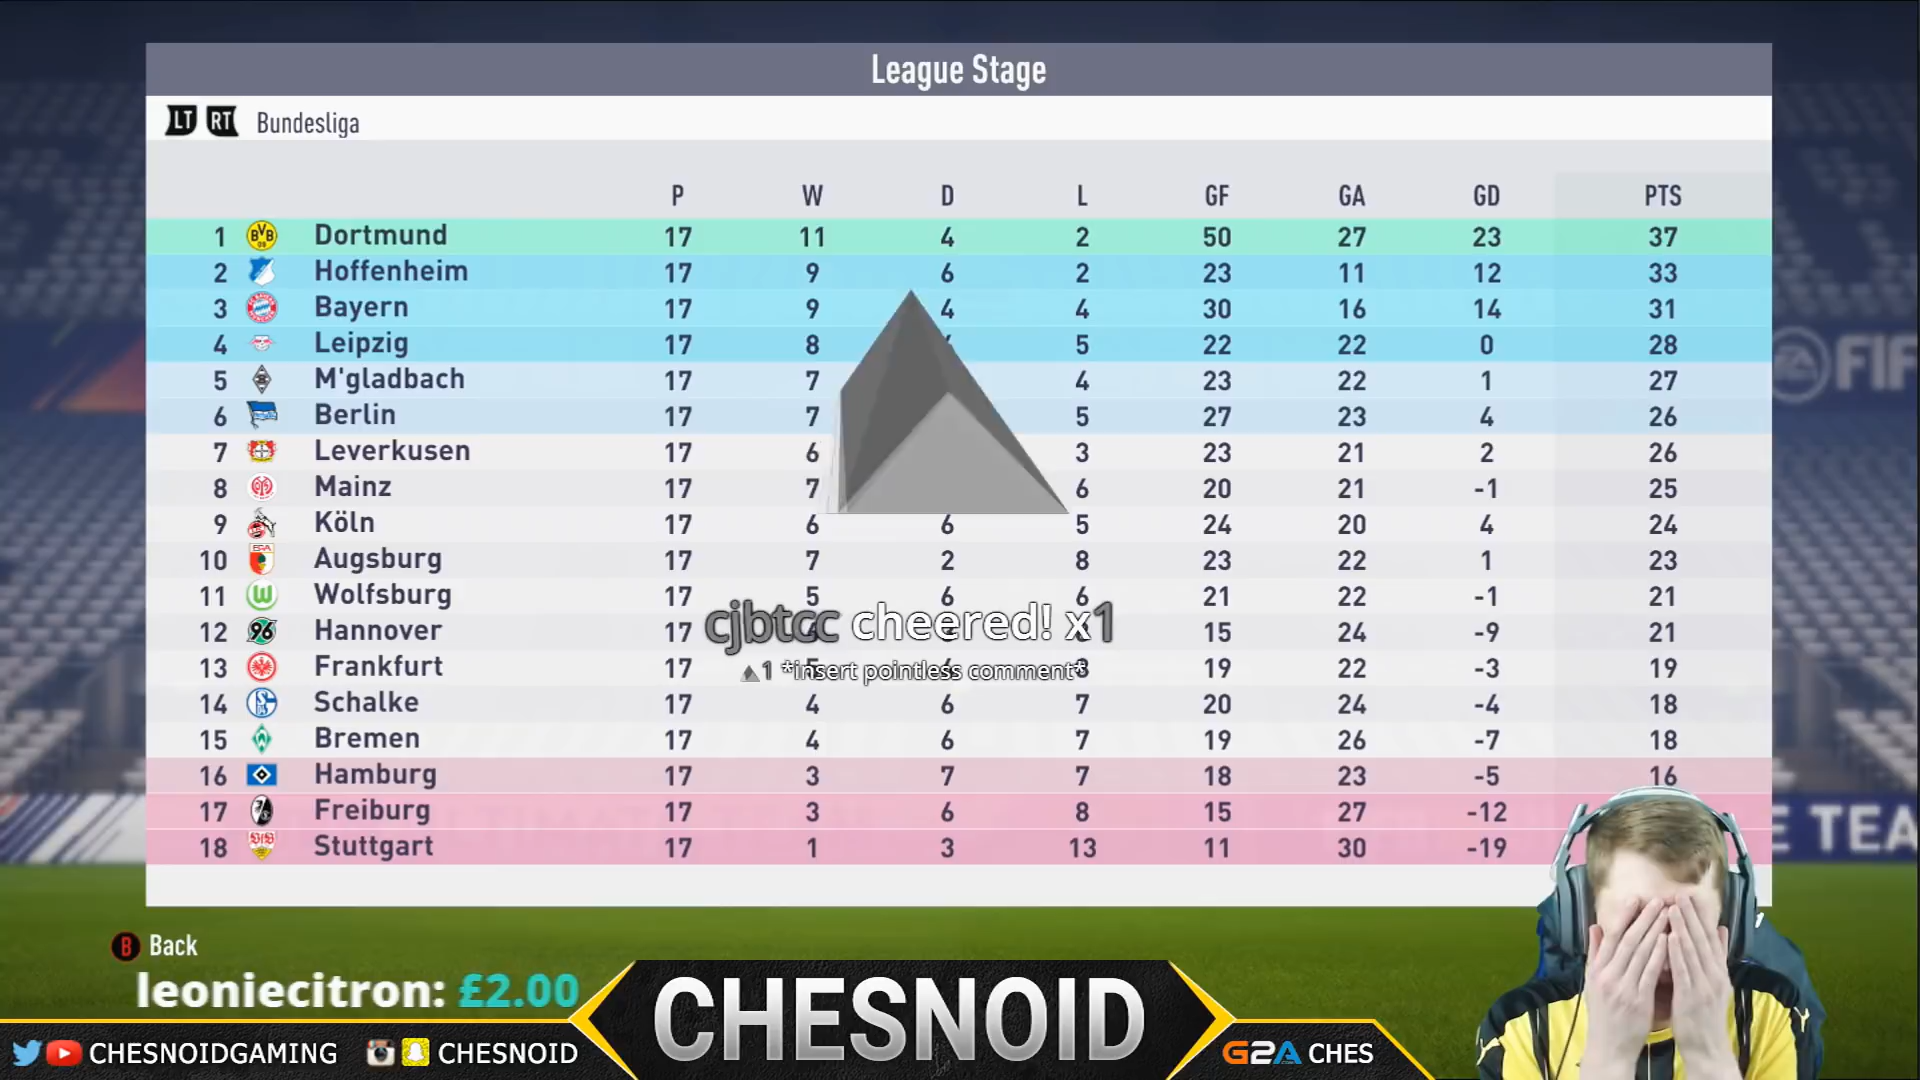 League Stage
LT RT Bundesliga
P W D L GF GA GD PTS
1 Dortmund 17 11 4 2 50 27 23 37
2 Hoffenheim 17 9 6 2 23 11 12 33
3 Bayern 17 9 4 4 30 16 14 31
4 Leipzig 17 8 5 22 22 0 28
5 M'gladbach 17 7 4 23 22 1 27
6 Berlin 17 7 5 27 23 4 26
7 Leverkusen 17 6 3 23 21 2 26
8 Mainz 17 7 6 20 21 -1 25
9 Köln 17 6 6 5 24 20 4 24
10 Augsburg 17 7 2 8 23 22 1 23
11 Wolfsburg 17 5 6 6 21 22 -1 21
12 Hannover 17 15 24 -9 21
cjbtcc cheered! x1
13 Frankfurt 17 19 22 -3 19
1 *insert pointless comment*
14 Schalke 17 4 6 7 20 24 -4 18
15 Bremen 17 4 6 7 19 26 -7 18
16 Hamburg 17 3 7 7 18 23 -5 16
17 Freiburg 17 3 6 8 15 27 -12
18 Stuttgart 17 1 3 13 11 30 -19
FIF
E TEA
B Back
leoniecitron: £2.00
CHESNOID
CHESNOIDGAMING CHESNOID
G2A CHES